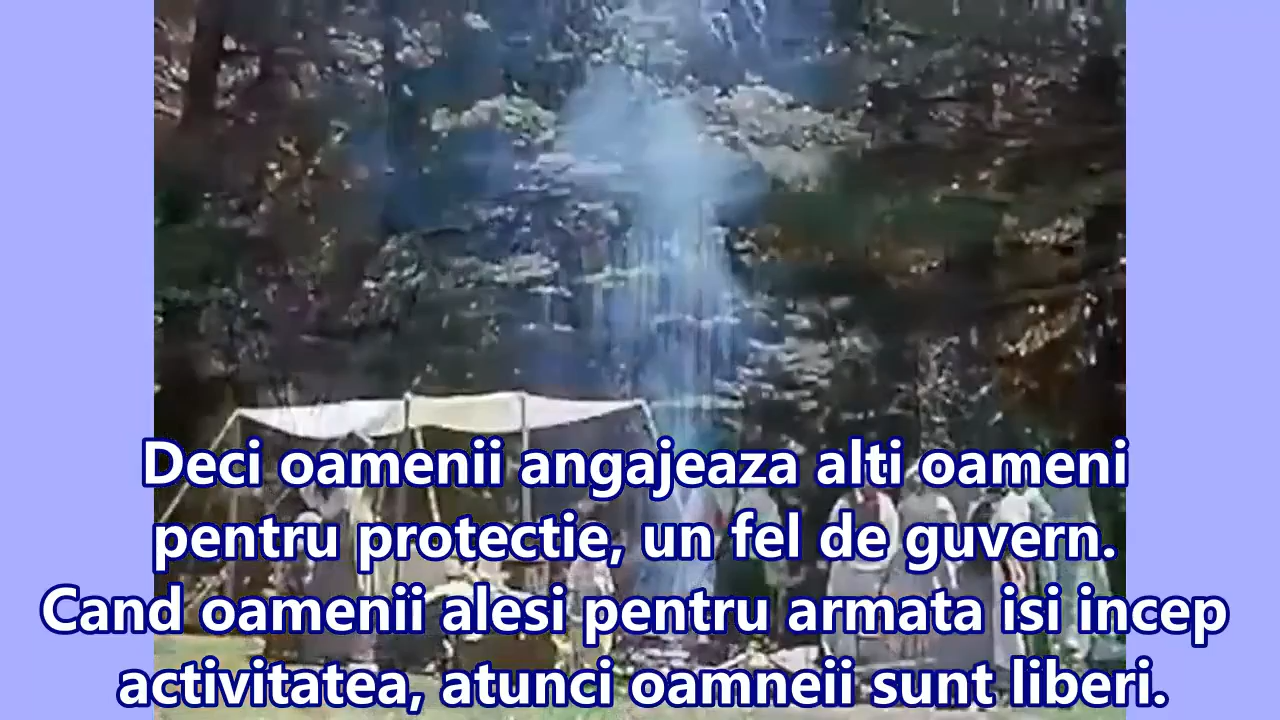 Deci oamenii angajeaza alti oameni
pentru protectie, un fel de guvern.
Cand oamenii alesi pentru armata isi incep
activitatea, atunci oamneii sunt liberi.